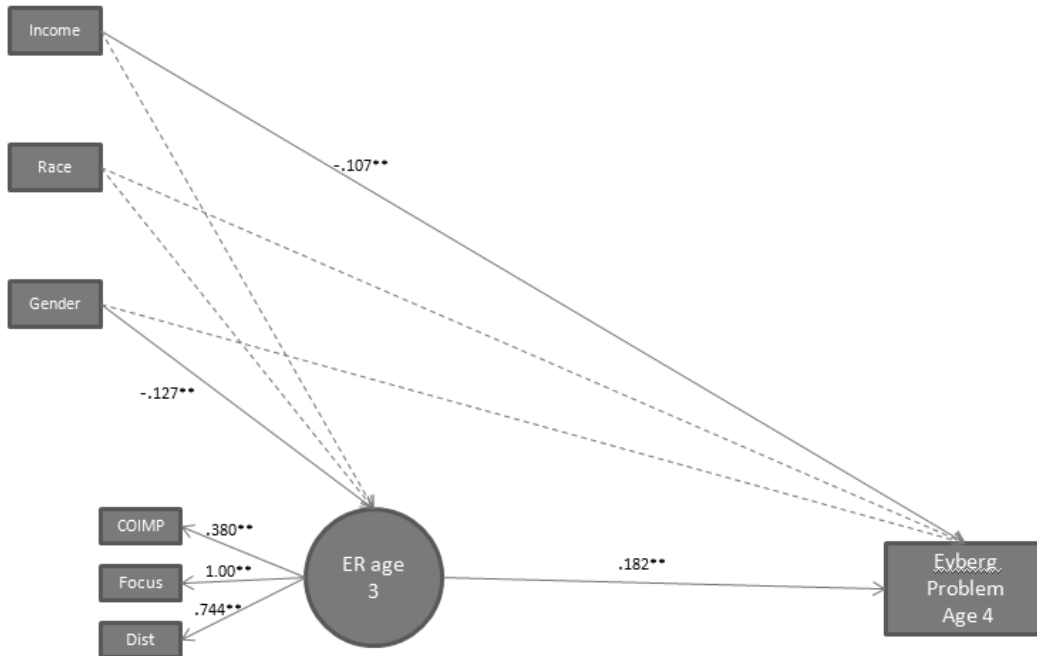 Income
-.107**
Race
Gender
-.127**
COIMP
.380**
Focus
1.00**
Dist
.744**
ER age
3
.182**
Eyberg
Problem
Age 4